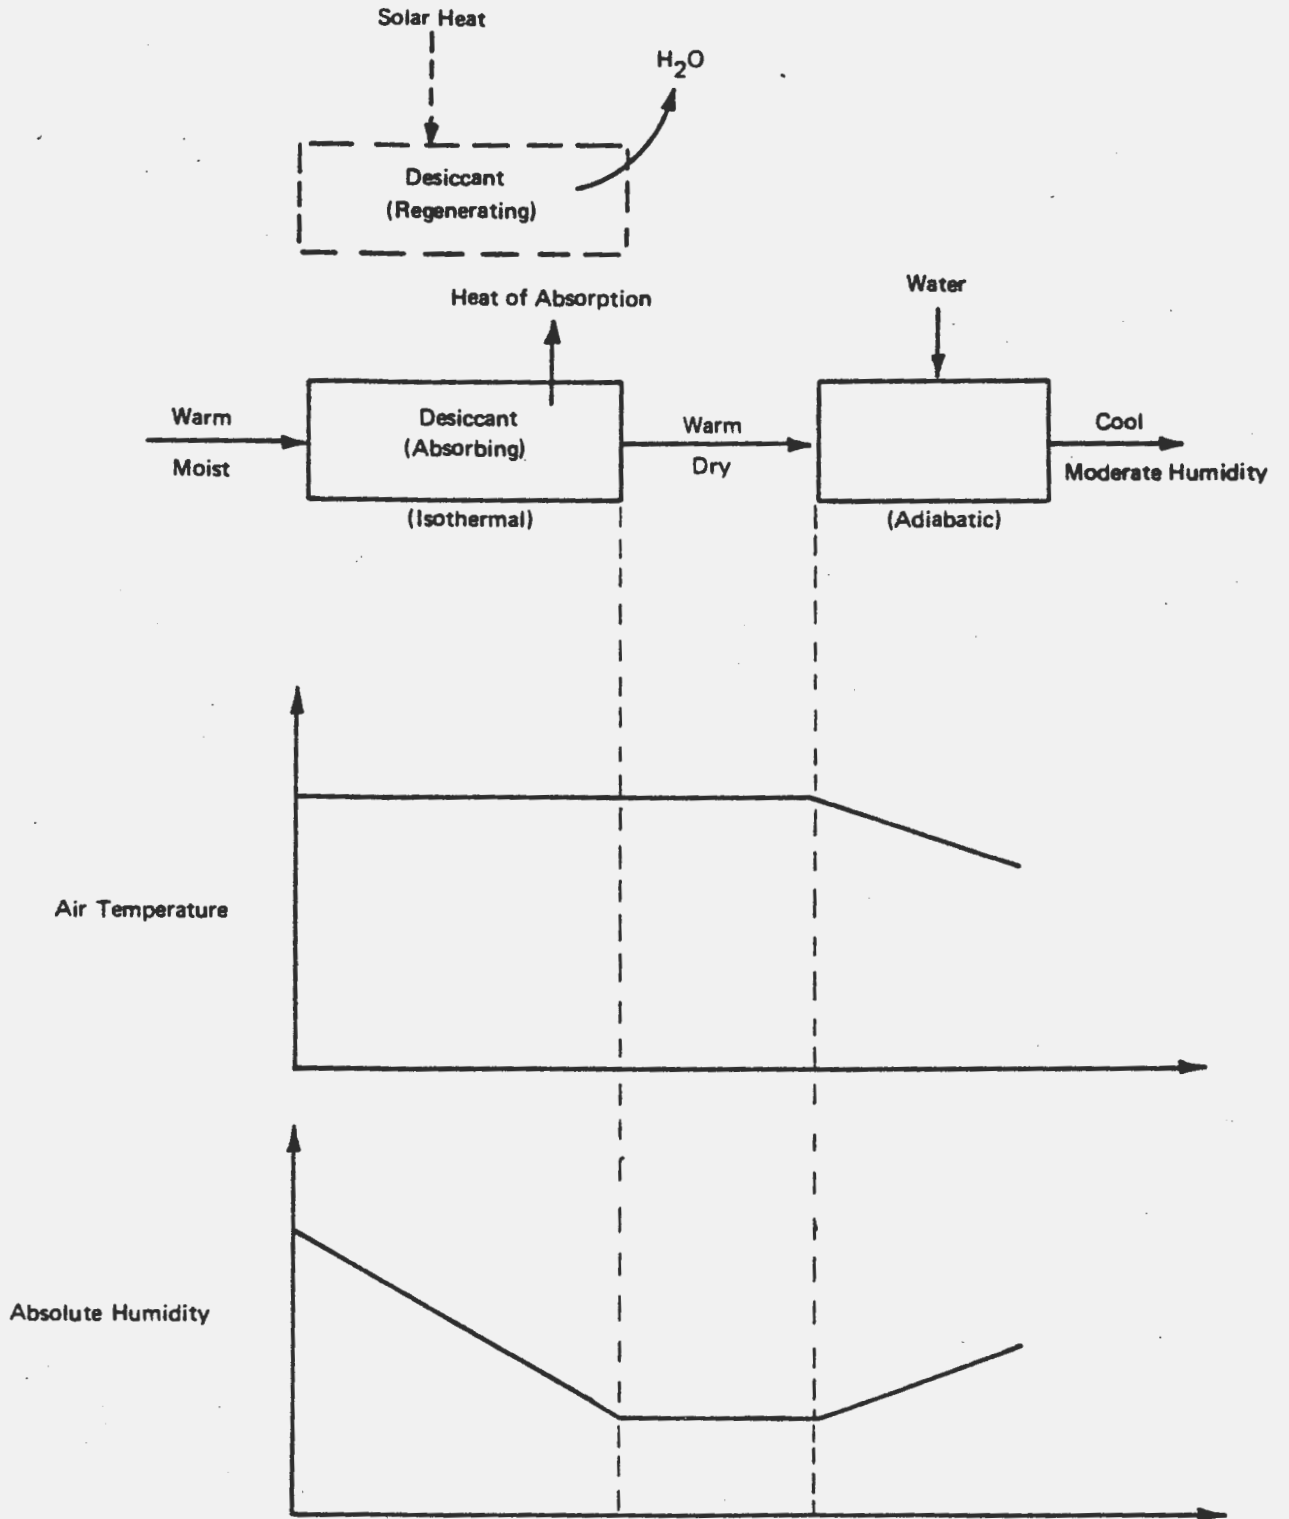 Solar Heat
H₂O
Desiccant
(Regenerating)
Heat of Absorption
Water
Warm
Moist
Desiccant
(Absorbing)
Warm
Dry
Cool
Moderate Humidity
(Isothermal)
(Adiabatic)
Air Temperature
Absolute Humidity